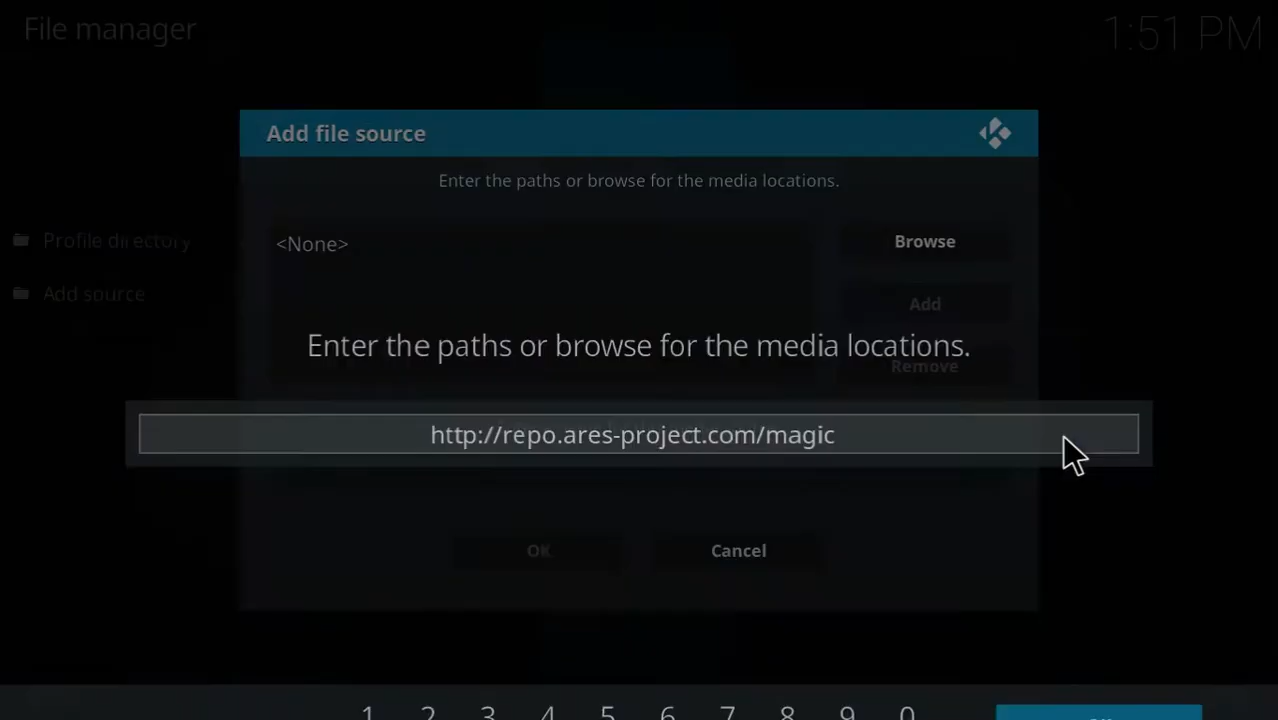 File manager
1:51 PM
Add file source
Enter the paths or browse for the media locations.
Profile directory
<None>
Browse
Add source
Add
Enter the paths or browse for the media locations.
Remove
http://repo.ares-project.com/magic
OK
Cancel
1 2 3 4 5 6 7 8 9 0